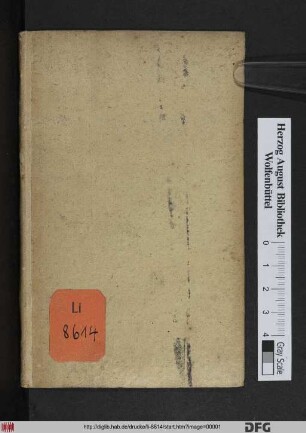 Li
8614
Herzog August Bibliothek
Wolfenbüttel
0 1 2 3 4
Gray Scale
http://diglib.hab.de/drucke/li-8614/start.htm?image=00001
DFG